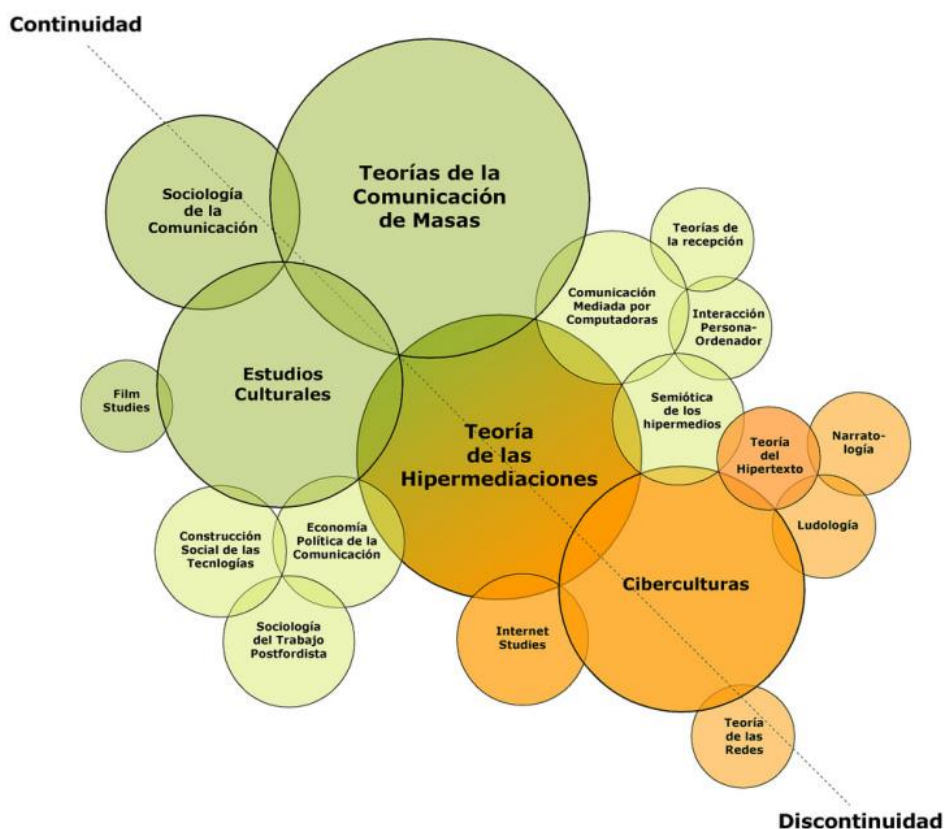 Continuidad
Teorías de la
Comunicación
de Masas
Sociología
de la
Comunicación
Teorías de
la recepción
Comunicación
Mediada por
Computadoras
Interacción
Persona-
Ordenador
Estudios
Culturales
Film
Studies
Semiótica
de los
hipermedios
Teoría
de las
Hipermediaciones
Teoría
del
Hipertexto
Narrato-
logía
Ludología
Construcción
Social de las
Tecnlogías
Economía
Política de la
Comunicación
Ciberculturas
Sociología
del Trabajo
Postfordista
Internet
Studies
Teoría
de las
Redes
Discontinuidad